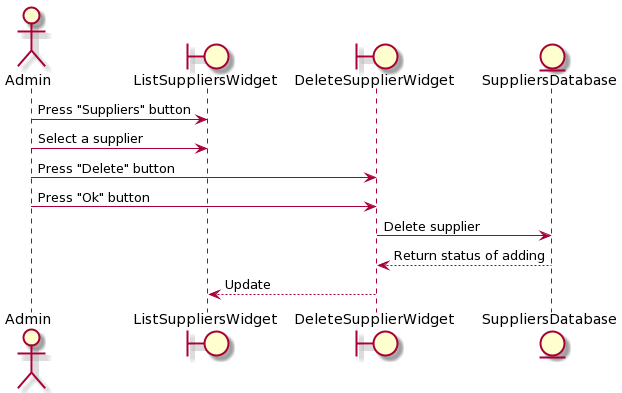 Admin
ListSuppliersWidget
DeleteSupplierWidget
SuppliersDatabase
Press "Suppliers" button
Select a supplier
Press "Delete" button
Press "Ok" button
Delete supplier
Return status of adding
Update
Admin
ListSuppliersWidget
DeleteSupplierWidget
SuppliersDatabase